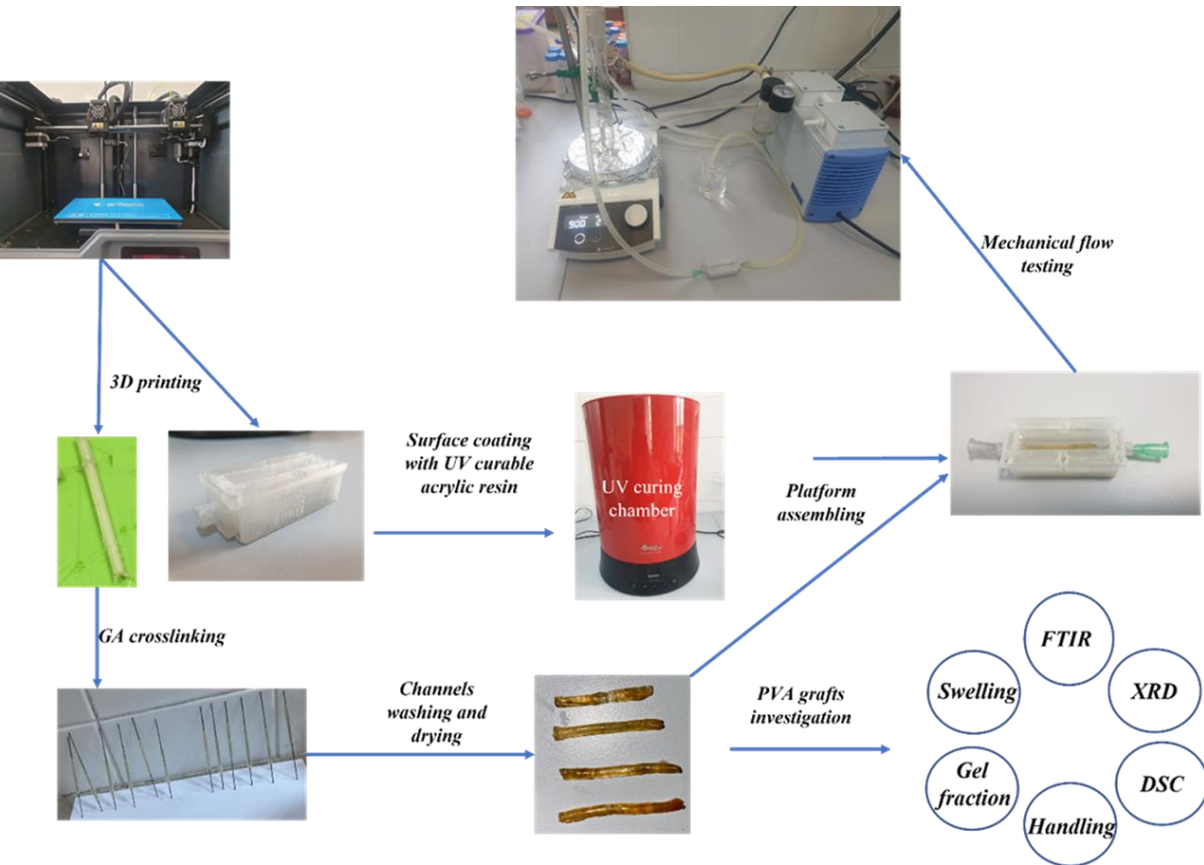 Mechanical flow
testing
900
3D printing
Surface coating
with UV curable
acrylic resin
UV curing
chamber
Platform
assembling
GA crosslinking
Channels
washing and
drying
PVA grafts
investigation
FTIR
Swelling
XRD
Gel
fraction
DSC
Handling